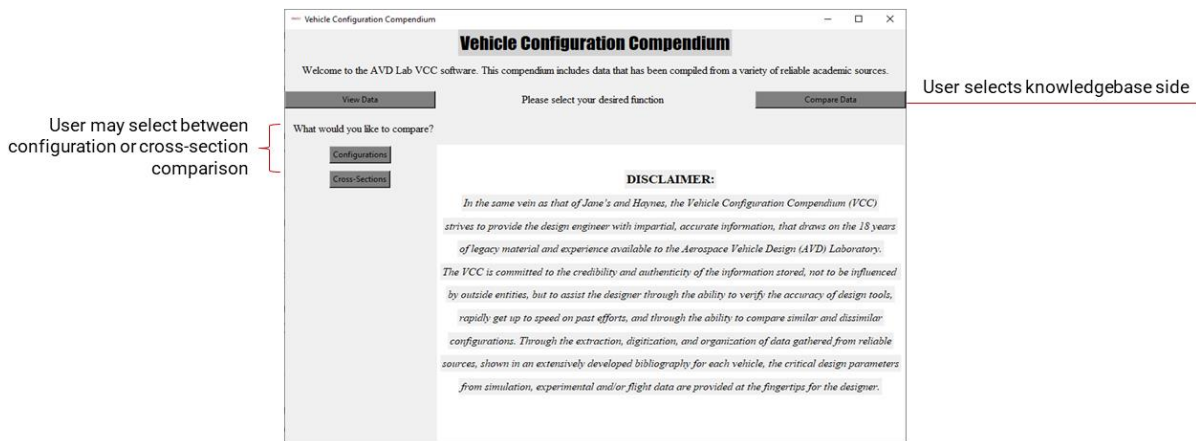 Vehicle Configuration Compendium
Vehicle Configuration Compendium
Welcome to the AVD Lab VCC software. This compendium includes data that has been compiled from a variety of reliable academic sources.
View Data
Please select your desired function
Compare Data
User selects knowledgebase side
User may select between
configuration or cross-section
comparison
What would you like to compare?
Configurations
Cross-Sections
DISCLAIMER:
In the same vein as that of Jane's and Haynes, the Vehicle Configuration Compendium (VCC)
strives to provide the design engineer with impartial, accurate information, that draws on the 18 years
of legacy material and experience available to the Aerospace Vehicle Design (AVD) Laboratory.
The VCC is committed to the credibility and authenticity of the information stored, not to be influenced
by outside entities, but to assist the designer through the ability to verify the accuracy of design tools,
rapidly get up to speed on past efforts, and through the ability to compare similar and dissimilar
configurations. Through the extraction, digitization, and organization of data gathered from reliable
sources, shown in an extensively developed bibliography for each vehicle, the critical design parameters
from simulation, experimental and/or flight data are provided at the fingertips for the designer.